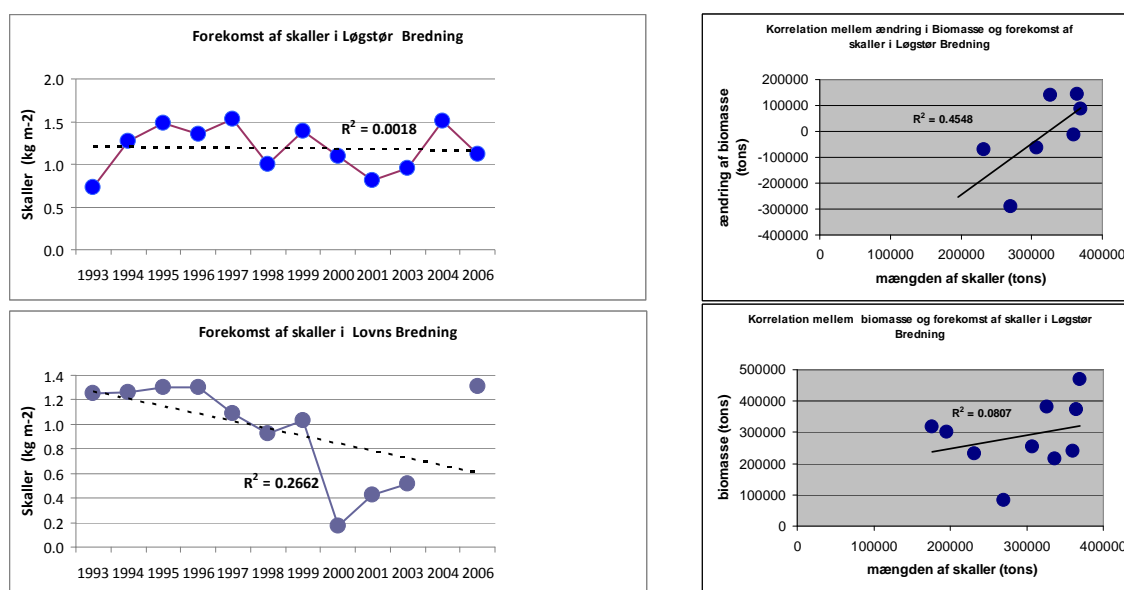 Forekomst af skaller i Løgstør Bredning
Skaller (kg m-2)
2.0
1.5
1.0
0.5
0.0
R² = 0.0018
1993 1994 1995 1996 1997 1998 1999 2000 2001 2003 2004 2006
Korrelation mellem ændring i Biomasse og forekomst af
skaller i Løgstør Bredning
ændring af biomasse
(tons)
200000
100000
0
-100000
-200000
-300000
-400000
R² = 0.4548
0 100000 200000 300000 400000
mængden af skaller (tons)
Forekomst af skaller i Lovns Bredning
Skaller (kg m-2)
1.4
1.2
1.0
0.8
0.6
0.4
0.2
0.0
R² = 0.2662
1993 1994 1995 1996 1997 1998 1999 2000 2001 2003 2004 2006
Korrelation mellem biomasse og forekomst af skaller i Løgstør
Bredning
biomasse (tons)
500000
400000
300000
200000
100000
0
R² = 0.0807
0 100000 200000 300000 400000
mængden af skaller (tons)